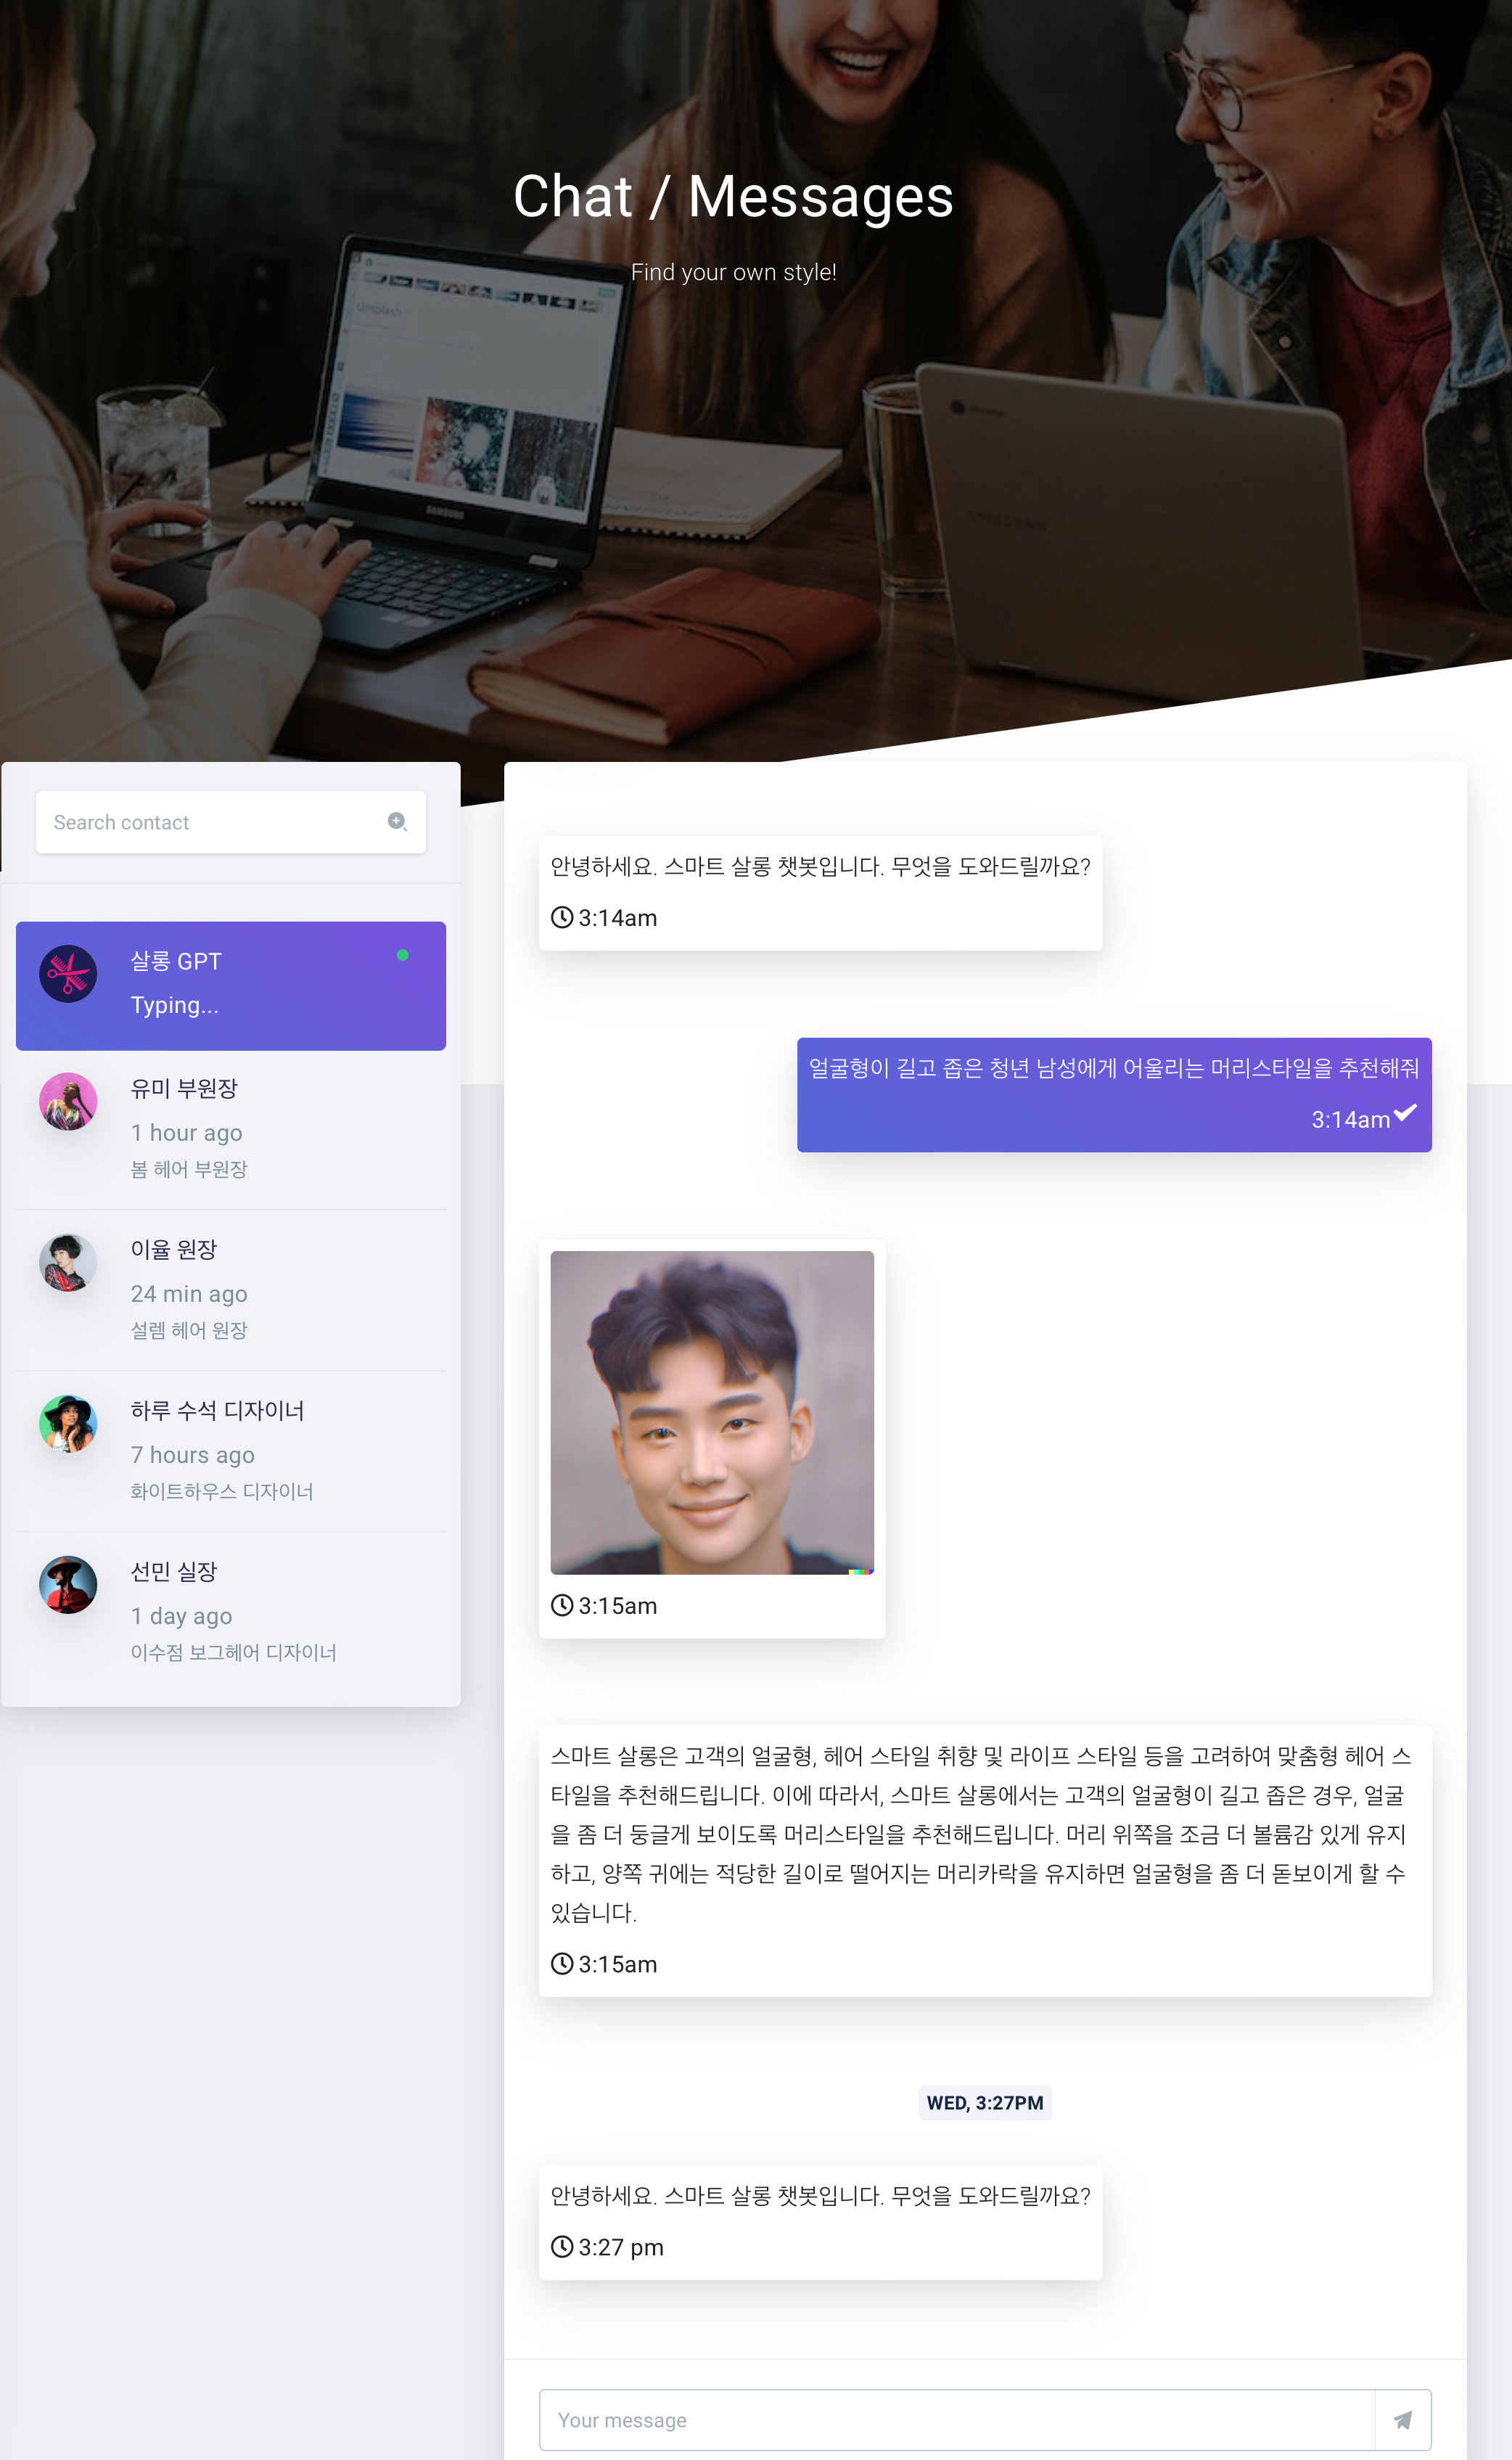 Chat / Messages
Find your own style!
Unsplash
SAMSUNG
chrome
SAMSUNG
Search contact
살롱 GPT
Typing...
유미 부원장
1 hour ago
봄 헤어 부원장
이율 원장
24 min ago
설렘 헤어 원장
하루 수석 디자이너
7 hours ago
화이트하우스 디자이너
선민 실장
1 day ago
이수점 보그헤어 디자이너
안녕하세요. 스마트 살롱 챗봇입니다. 무엇을 도와드릴까요?
3:14am
얼굴형이 길고 좁은 청년 남성에게 어울리는 머리스타일을 추천해줘
3:14am
3:15am
스마트 살롱은 고객의 얼굴형, 헤어 스타일 취향 및 라이프 스타일 등을 고려하여 맞춤형 헤어 스
타일을 추천해드립니다. 이에 따라서, 스마트 살롱에서는 고객의 얼굴형이 길고 좁은 경우, 얼굴
을 좀 더 둥글게 보이도록 머리스타일을 추천해드립니다. 머리 위쪽을 조금 더 볼륨감 있게 유지
하고, 양쪽 귀에는 적당한 길이로 떨어지는 머리카락을 유지하면 얼굴형을 좀 더 돋보이게 할 수
있습니다.
3:15am
WED, 3:27PM
안녕하세요. 스마트 살롱 챗봇입니다. 무엇을 도와드릴까요?
3:27 pm
Your message